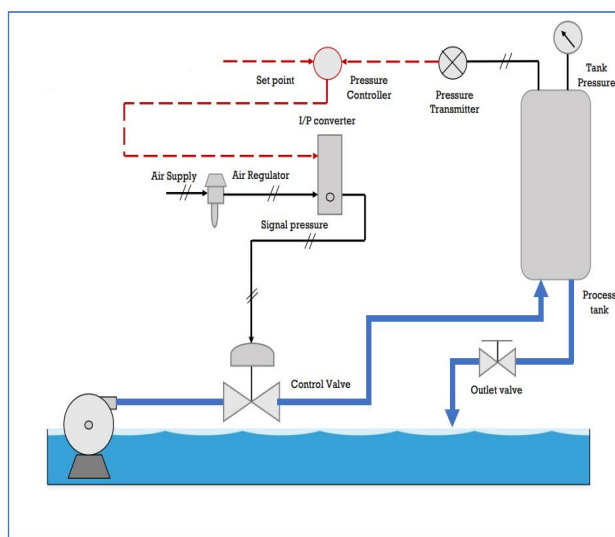 Tank
Pressure
Set point
Pressure
Controller
Pressure
Transmitter
I/P converter
Air Supply
Air Regulator
Signal pressure
Process
tank
Control Valve
Outlet valve